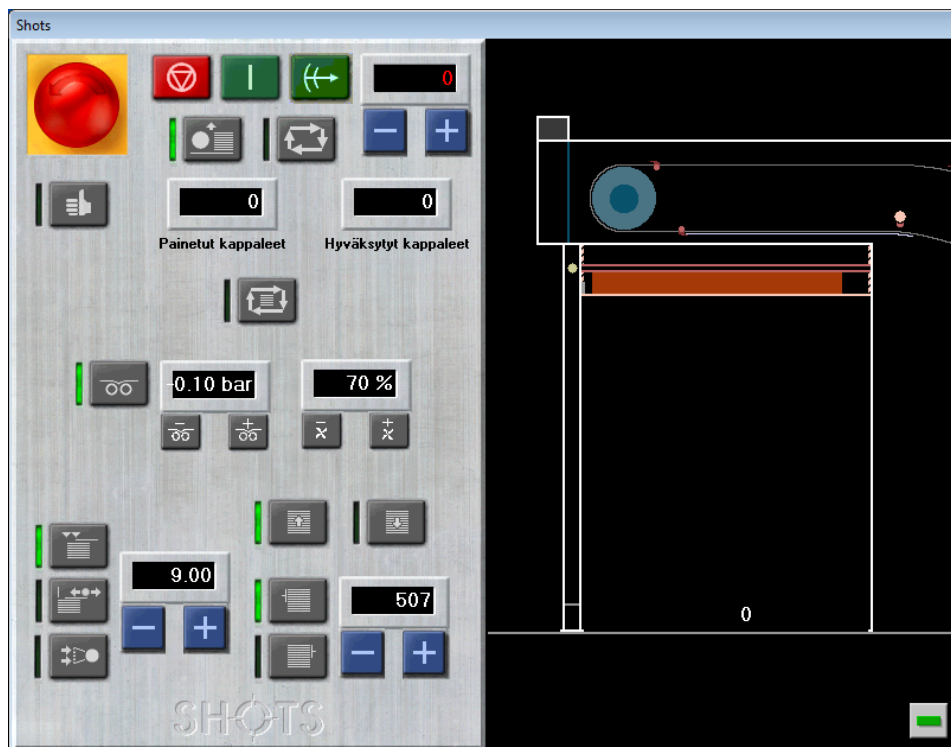 Shots
0
0
0
Painetut kappaleet
Hyväksytyt kappaleet
-0.10 bar
70 %
9.00
507
0
SHOTS